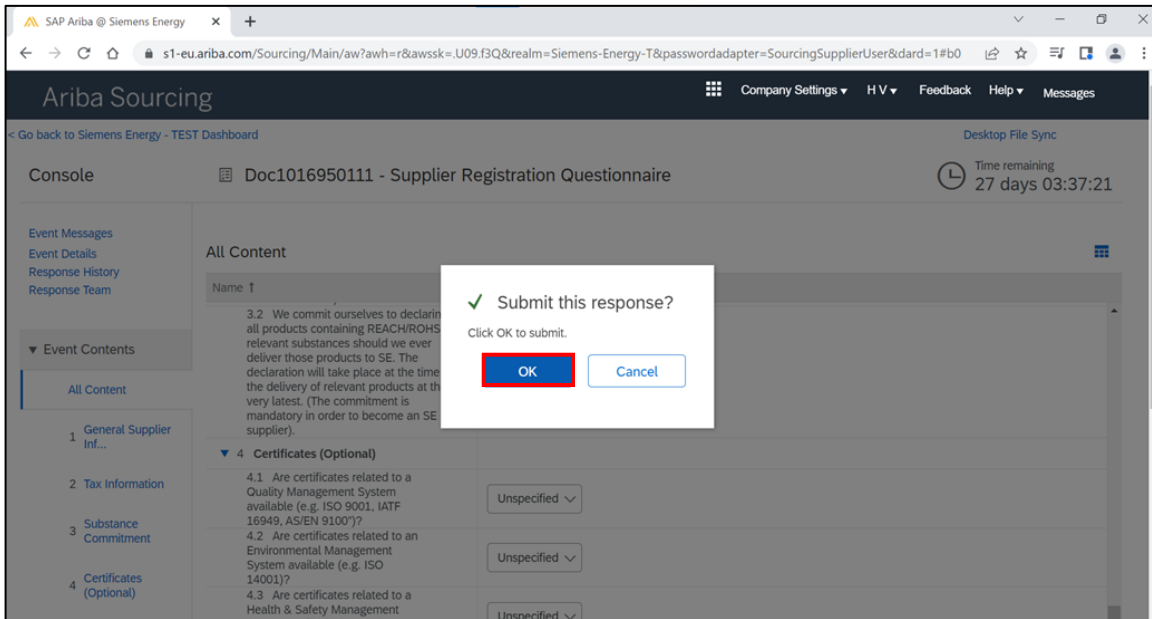 SAP Ariba @ Siemens Energy
s1-eu.ariba.com/Sourcing/Main/aw?awh=r&awssk=.U09.f3Q&realm=Siemens-Energy-T&passwordadapter=SourcingSupplierUser&dard=1#b0
Ariba Sourcing
Company Settings
H V
Feedback
Help
Messages
< Go back to Siemens Energy - TEST Dashboard
Desktop File Sync
Console
Doc1016950111 - Supplier Registration Questionnaire
Time remaining
27 days 03:37:21
Event Messages
Event Details
Response History
Response Team
Event Contents
All Content
1 General Supplier
Inf...
2 Tax Information
3 Substance
Commitment
4 Certificates
(Optional)
All Content
Name ↑
3.2 We commit ourselves to declarin
all products containing REACH/ROHS
relevant substances should we ever
deliver those products to SE. The
declaration will take place at the time
the delivery of relevant products at th
very latest. (The commitment is
mandatory in order to become an SE
supplier).
4 Certificates (Optional)
4.1 Are certificates related to a
Quality Management System
available (e.g. ISO 9001, IATF
16949, AS/EN 9100")?
Unspecified
4.2 Are certificates related to an
Environmental Management
System available (e.g. ISO
14001)?
Unspecified
4.3 Are certificates related to a
Health & Safety Management
Unspecified
Submit this response?
Click OK to submit.
OK
Cancel